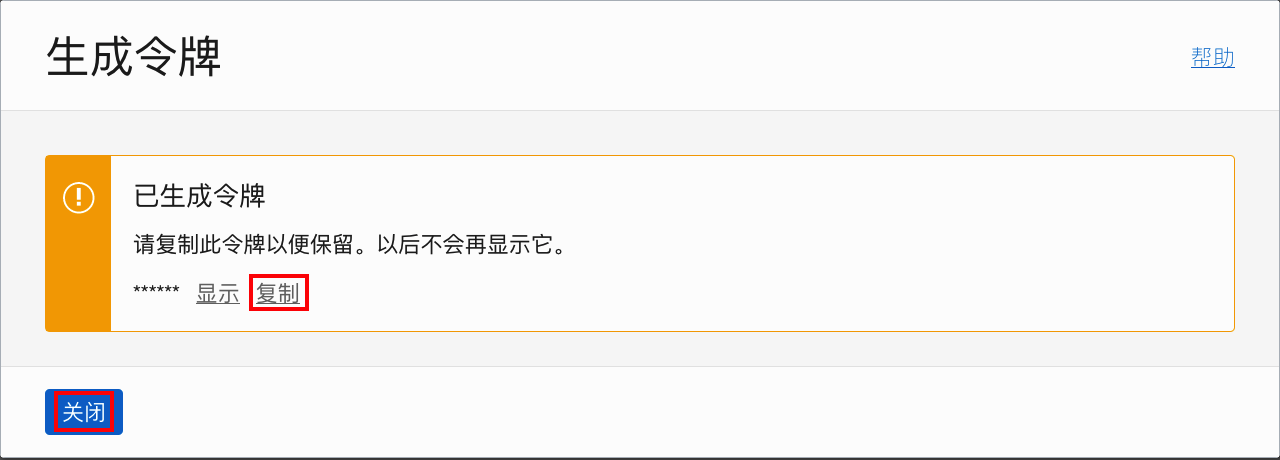 生成令牌
帮助
已生成令牌
请复制此令牌以便保留。以后不会再显示它。
****** 显示 复制
关闭